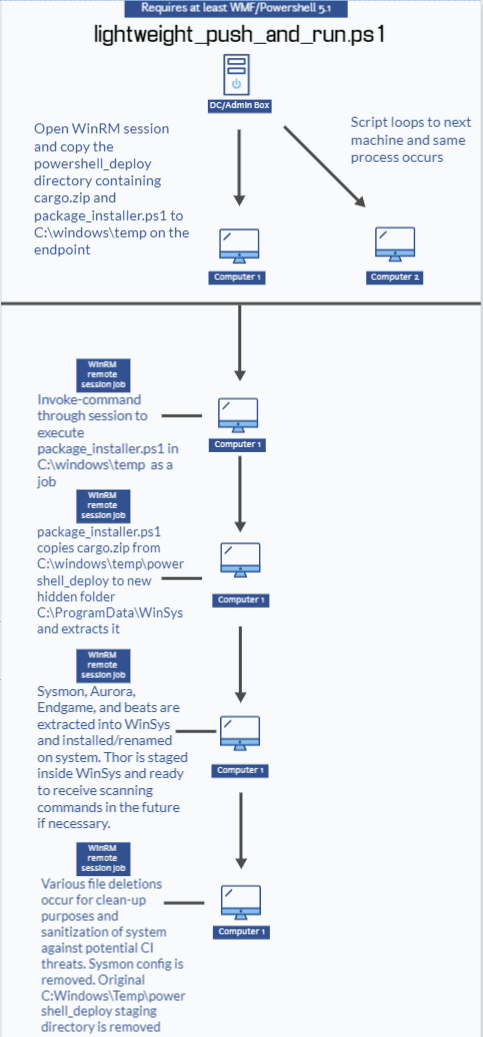 Requires at least WMF/Powershell 5.1
lightweight_push_and_run.ps1
DC/Admin Box
Open WinRM session
and copy the
powershell_deploy
directory containing
cargo.zip and
package_installer.ps1 to
C:\windows\temp on the
endpoint
Script loops to next
machine and same
process occurs
Computer 1
Computer 2
WinRM
remote
session job
Invoke-command
through session to
execute
package_installer.ps1 in
C:\windows\temp as a
job
Computer 1
WinRM
remote
session job
package_installer.ps1
copies cargo.zip from
C:\windows\temp\power
shell_deploy to new
hidden folder
C:\ProgramData\WinSys
and extracts it
Computer 1
WinRM
remote
session job
Sysmon, Aurora,
Endgame, and beats are
extracted into WinSys
and installed/renamed
on system. Thor is staged
inside WinSys and ready
to receive scanning
commands in the future
if necessary.
Computer 1
WinRM
remote
session job
Various file deletions
occur for clean-up
purposes and
sanitization of system
against potential CI
threats. Sysmon config is
removed. Original
C:Windows\Temp\power
shell_deploy staging
directory is removed
Computer 1